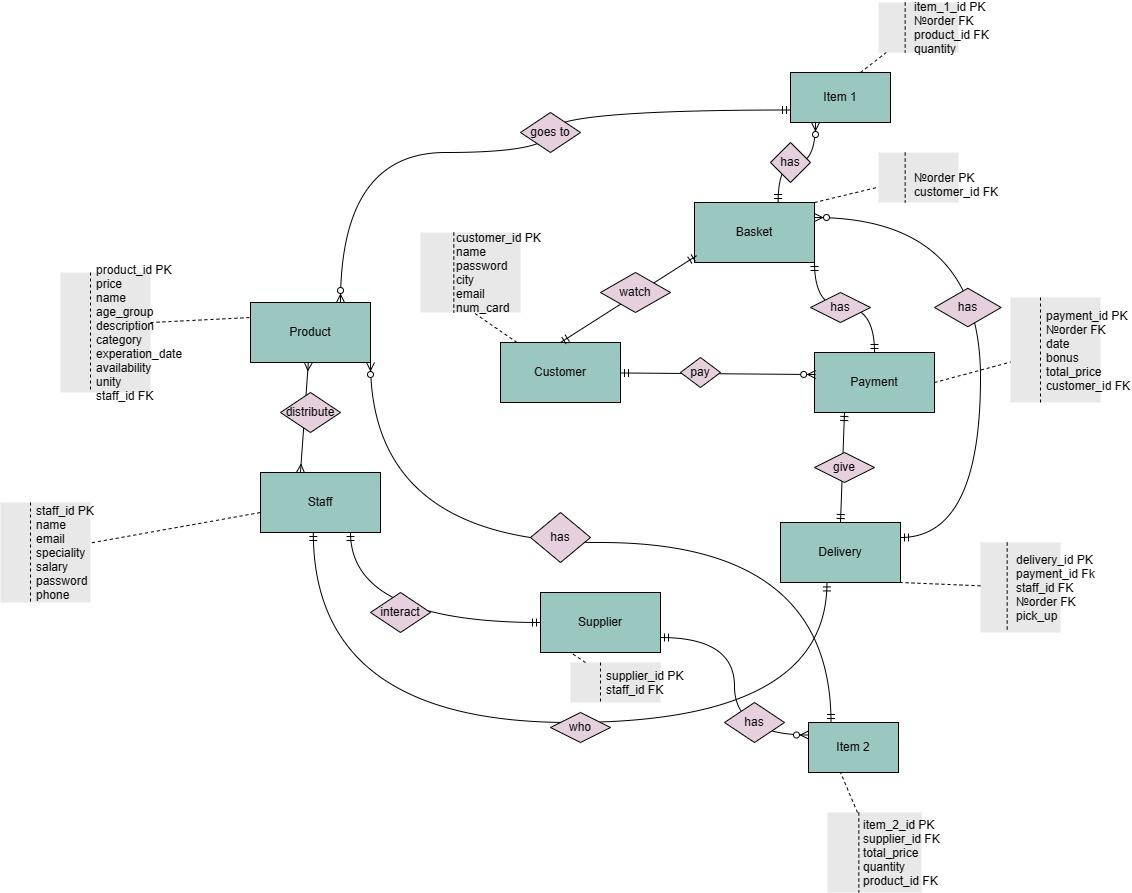 item_1_id PK
№order FK
product_id FK
quantity
Item 1
goes to
has
№order PK
customer_id FK
Basket
customer_id PK
name
password
city
email
num_card
watch
has
has
product_id PK
price
name
age_group
description
category
experation_date
availability
unity
staff_id FK
Product
payment_id PK
№order FK
date
bonus
total_price
customer_id FK
Customer
pay
Payment
distribute
give
Staff
staff_id PK
name
email
speciality
salary
password
phone
has
Delivery
delivery_id PK
payment_id Fk
staff_id FK
№order FK
pick_up
interact
Supplier
supplier_id PK
staff_id FK
who
has
Item 2
item_2_id PK
supplier_id FK
total_price
quantity
product_id FK